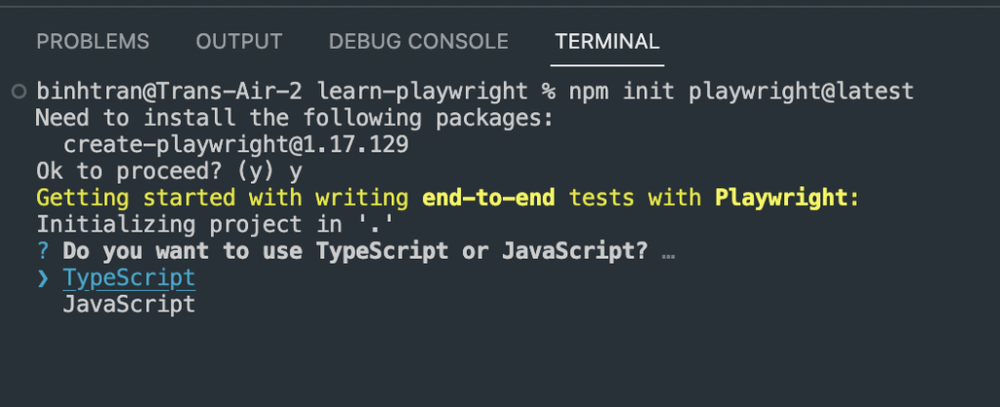 PROBLEMS OUTPUT DEBUG CONSOLE TERMINAL
binhtran@Trans-Air-2 learn-playwright % npm init playwright@latest
Need to install the following packages:
  create-playwright@1.17.129
Ok to proceed? (y) y
Getting started with writing end-to-end tests with Playwright:
Initializing project in '.'
? Do you want to use TypeScript or JavaScript? …
❯ TypeScript
  JavaScript